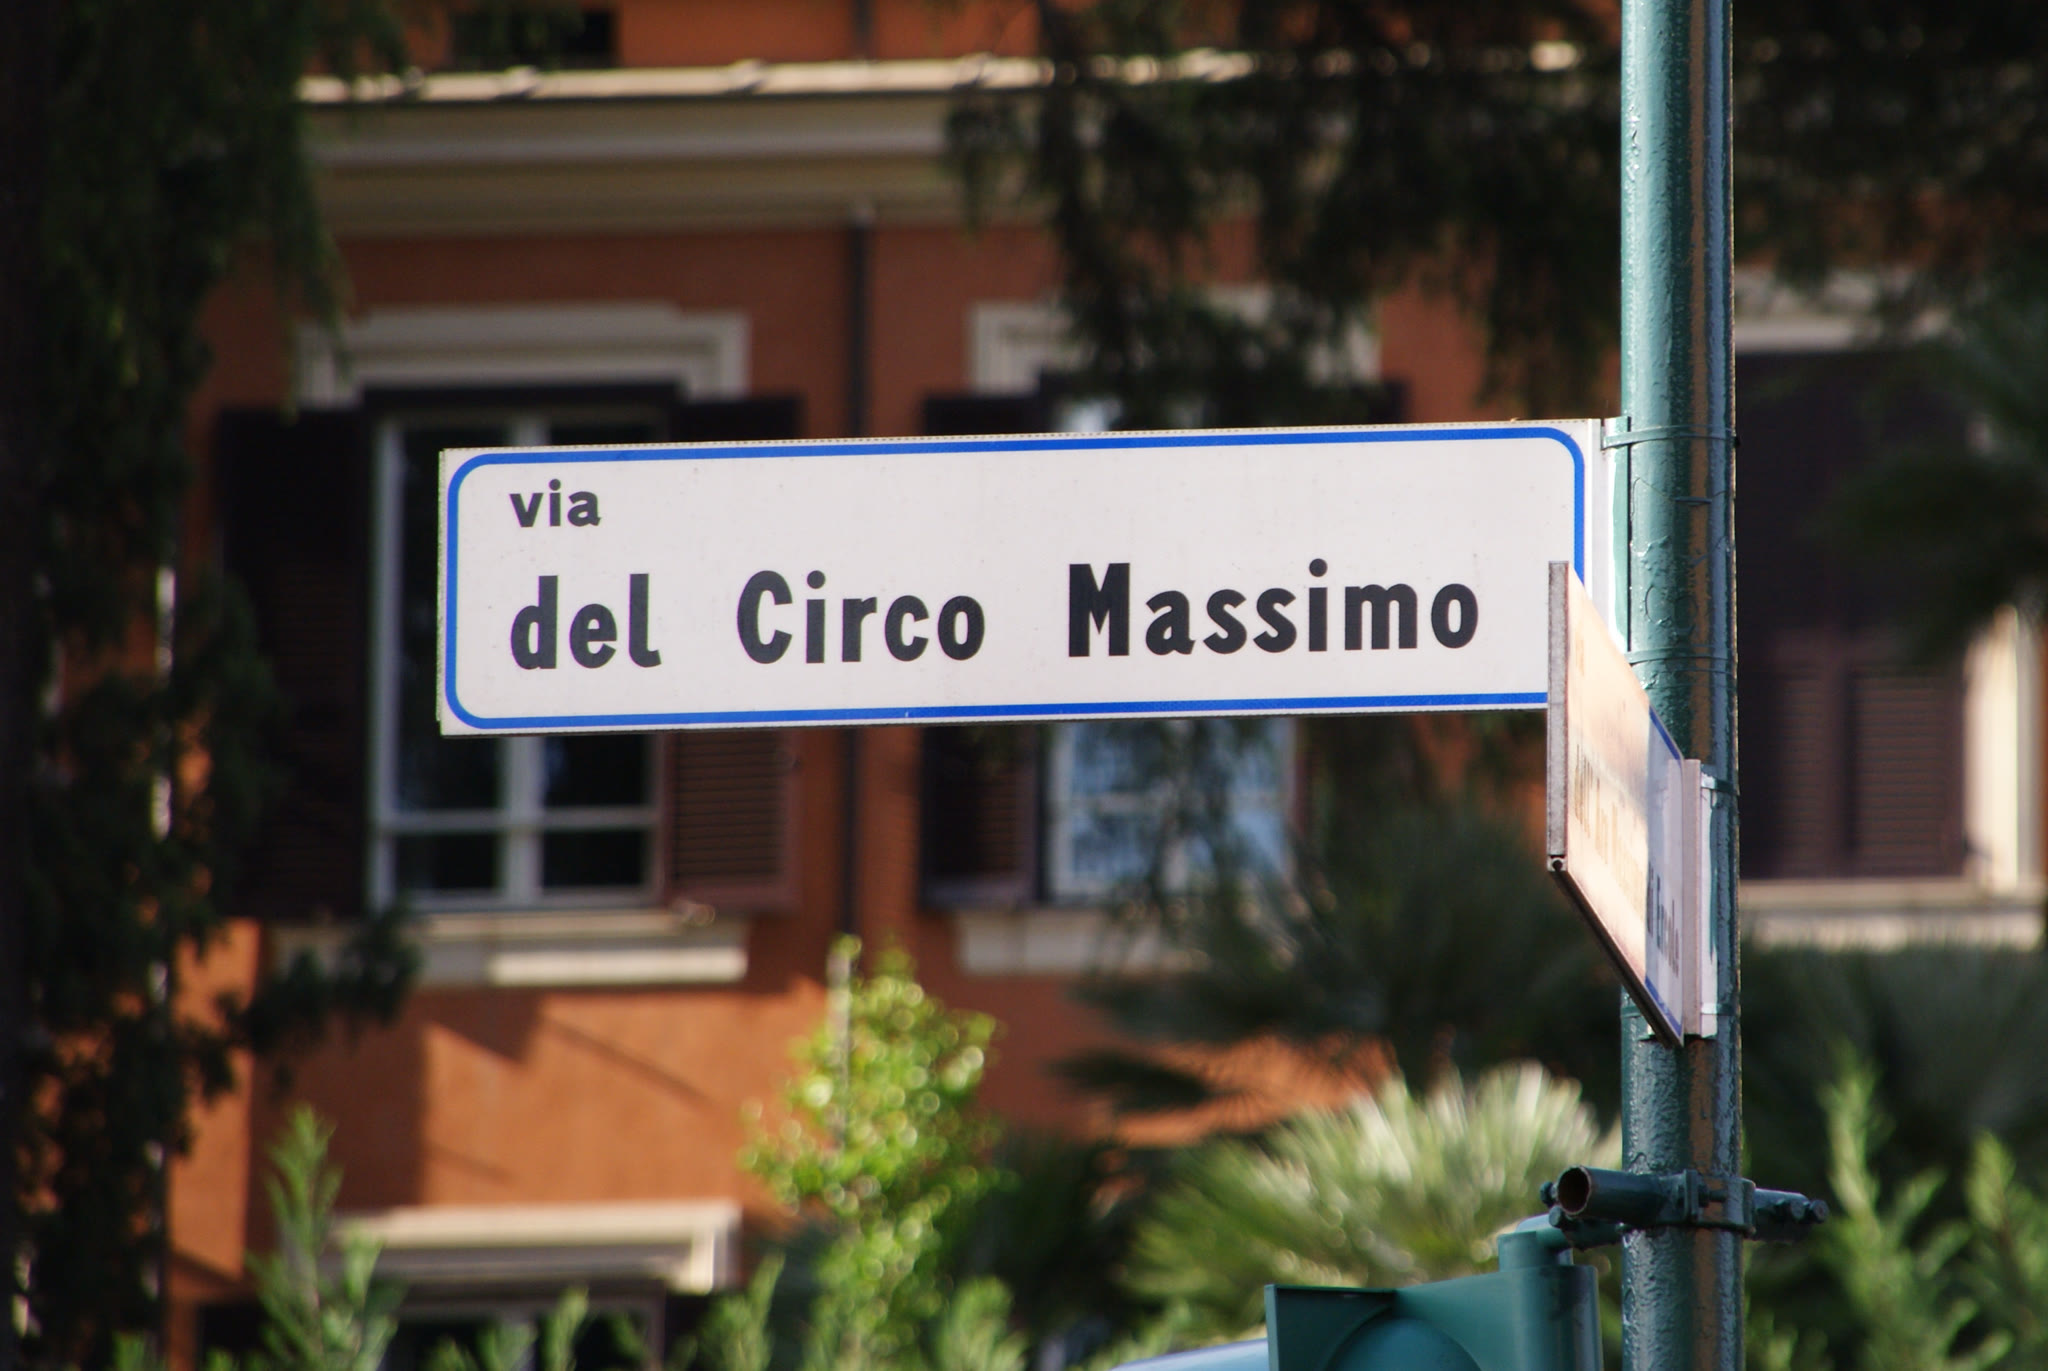 via
del Circo Massimo